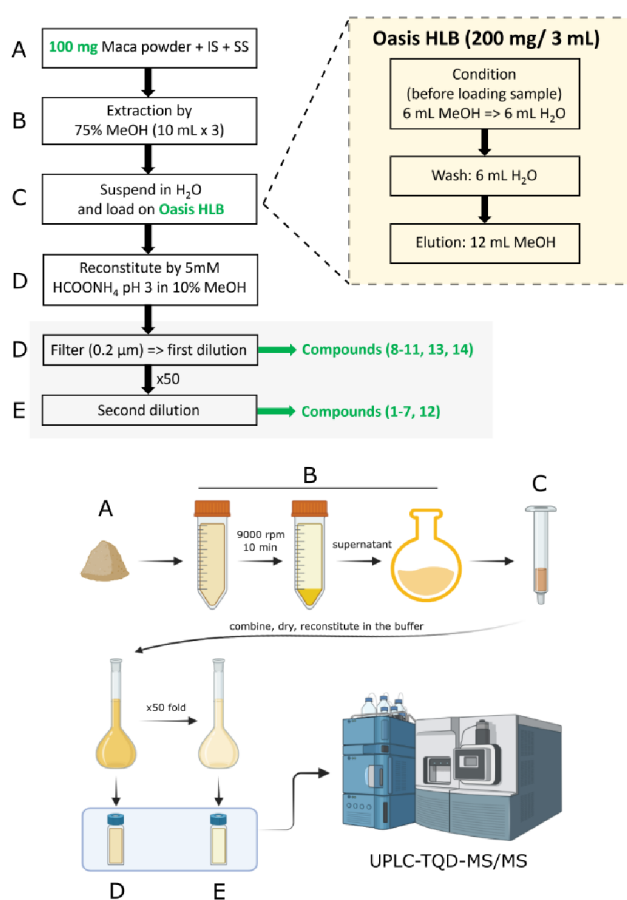 A
100 mg Maca powder + IS + SS
B
Extraction by
75% MeOH (10 mL x 3)
C
Suspend in H₂O
and load on Oasis HLB
D
Reconstitute by 5mM
HCOONH₄ pH 3 in 10% MeOH
D
Filter (0.2 µm) => first dilution
Compounds (8-11, 13, 14)
x50
E
Second dilution
Compounds (1-7, 12)
Oasis HLB (200 mg/ 3 mL)
Condition
(before loading sample)
6 mL MeOH => 6 mL H₂O
Wash: 6 mL H₂O
Elution: 12 mL MeOH
A
B
C
9000 rpm
10 min
supernatant
combine, dry, reconstitute in the buffer
x50 fold
D
E
UPLC-TQD-MS/MS